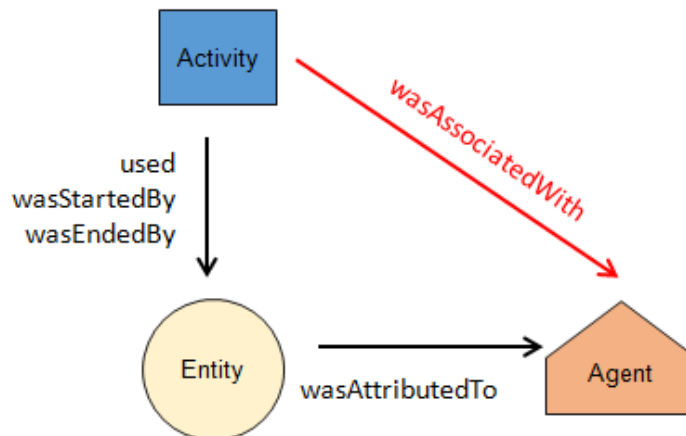 Activity
wasAssociatedWith
used
wasStartedBy
wasEndedBy
Entity
wasAttributedTo
Agent